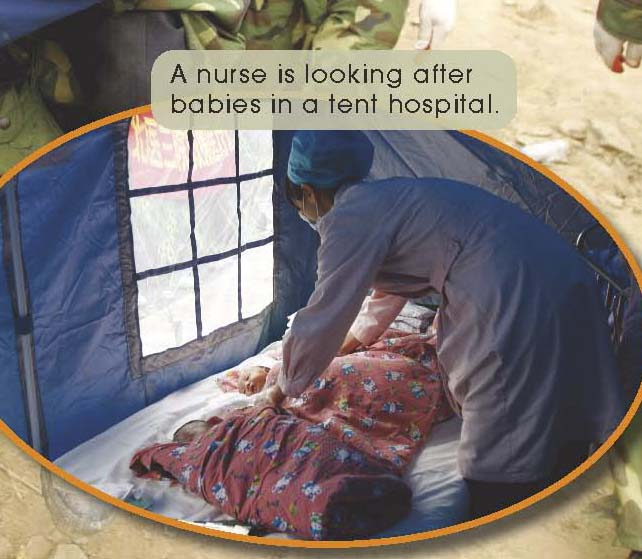 A nurse is looking after
babies in a tent hospital.